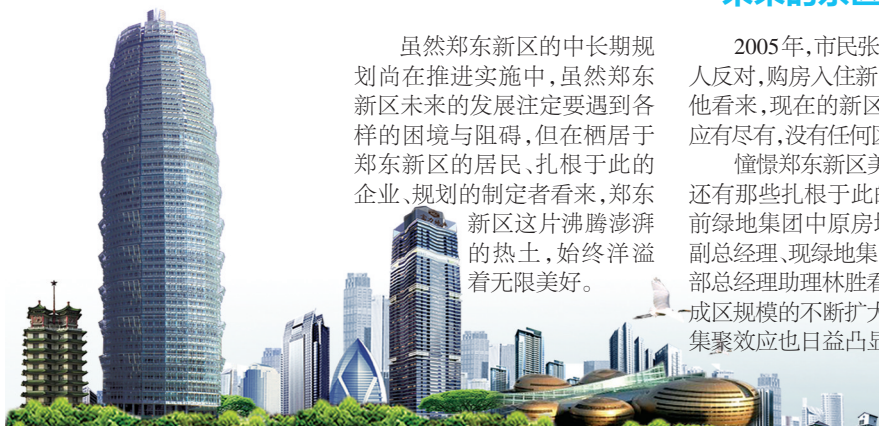 虽然郑东新区的中长期规
划尚在推进实施中,虽然郑东
新区未来的发展注定要遇到各
样的困境与阻碍,但在栖居于
郑东新区的居民、扎根于此的
企业、规划的制定者看来,郑东
新区这片沸腾澎湃
的热土,始终洋溢
着无限美好。
2005年,市民张
人反对,购房入住新
他看来,现在的新区
应有尽有,没有任何
憧憬郑东新区美
还有那些扎根于此
前绿地集团中原房
副总经理、现绿地集
部总经理助理林胜看
成区规模的不断扩大
集聚效应也日益凸显